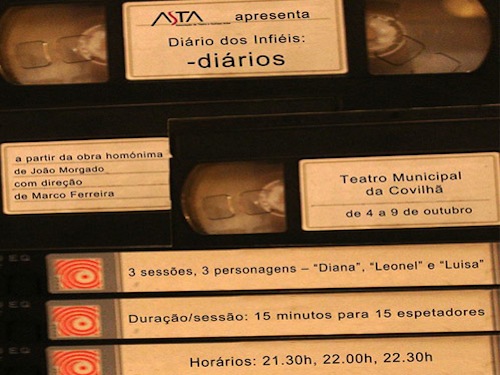 ASTA apresenta
Diário dos Infiéis:
-diários
a partir da obra homónima
de João Morgado
com direção
de Marco Ferreira
Teatro Municipal
da Covilhã
de 4 a 9 de outubro
3 sessões, 3 personagens – “Diana”, “Leonel” e “Luisa”
Duração/sessão: 15 minutos para 15 espetadores
Horários: 21.30h, 22.00h, 22.30h